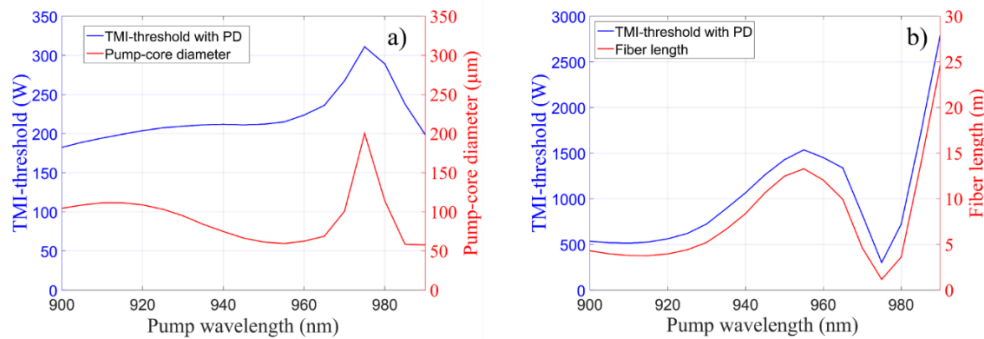 TMI-threshold with PD
Pump-core diameter
a)
350
300
250
200
150
100
50
0
TMI-threshold (W)
350
300
250
200
150
100
50
0
Pump-core diameter (μm)
900 920 940 960 980
Pump wavelength (nm)
TMI-threshold with PD
Fiber length
b)
3000
2500
2000
1500
1000
500
0
TMI-threshold (W)
30
25
20
15
10
5
0
Fiber length (m)
900 920 940 960 980
Pump wavelength (nm)